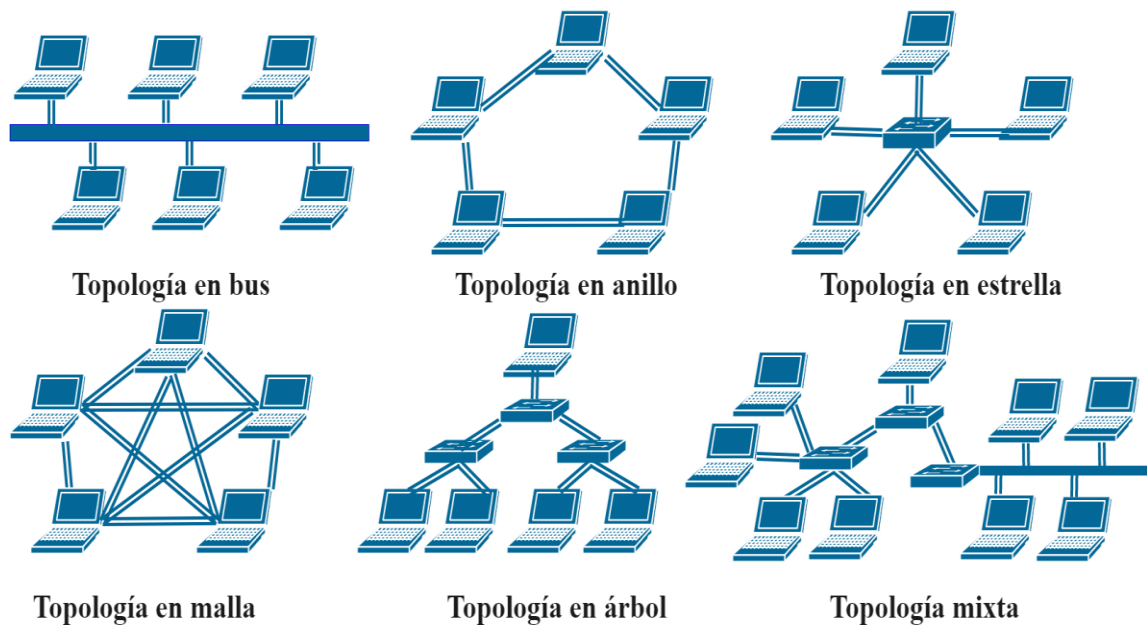 Topología en bus
Topología en anillo
Topología en estrella
Topología en malla
Topología en árbol
Topología mixta